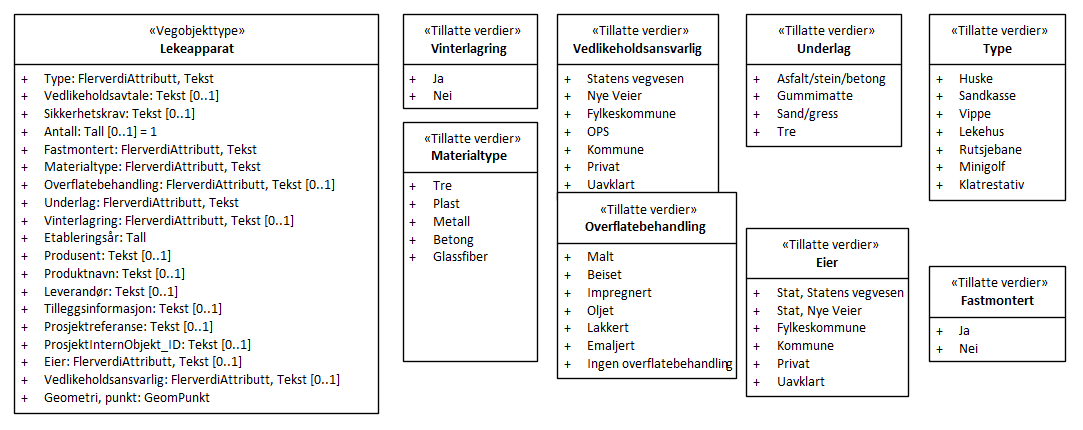 «Vegobjekttype»
Lekeapparat
+ Type: FlerverdiAttributt, Tekst
+ Vedlikeholdsavtale: Tekst [0..1]
+ Sikkerhetskrav: Tekst [0..1]
+ Antall: Tall [0..1] = 1
+ Fastmontert: FlerverdiAttributt, Tekst
+ Materialtype: FlerverdiAttributt, Tekst
+ Overflatebehandling: FlerverdiAttributt, Tekst [0..1]
+ Underlag: FlerverdiAttributt, Tekst
+ Vinterlagring: FlerverdiAttributt, Tekst [0..1]
+ Etableringsår: Tall
+ Produsent: Tekst [0..1]
+ Produktnavn: Tekst [0..1]
+ Leverandør: Tekst [0..1]
+ Tilleggsinformasjon: Tekst [0..1]
+ Prosjektreferanse: Tekst [0..1]
+ ProsjektInternObjekt_ID: Tekst [0..1]
+ Eier: FlerverdiAttributt, Tekst [0..1]
+ Vedlikeholdsansvarlig: FlerverdiAttributt, Tekst [0..1]
+ Geometri, punkt: GeomPunkt
«Tillatte verdier»
Vinterlagring
+ Ja
+ Nei
«Tillatte verdier»
Materialtype
+ Tre
+ Plast
+ Metall
+ Betong
+ Glassfiber
«Tillatte verdier»
Vedlikeholdsansvarlig
+ Statens vegvesen
+ Nye Veier
+ Fylkeskommune
+ OPS
+ Kommune
+ Privat
+ Uavklart
«Tillatte verdier»
Overflatebehandling
+ Malt
+ Beiset
+ Impregnert
+ Oljet
+ Lakkert
+ Emaljert
+ Ingen overflatebehandling
«Tillatte verdier»
Underlag
+ Asfalt/stein/betong
+ Gummimatte
+ Sand/gress
+ Tre
«Tillatte verdier»
Eier
+ Stat, Statens vegvesen
+ Stat, Nye Veier
+ Fylkeskommune
+ Kommune
+ Privat
+ Uavklart
«Tillatte verdier»
Type
+ Huske
+ Sandkasse
+ Vippe
+ Lekehus
+ Rutsjebane
+ Minigolf
+ Klatrestativ
«Tillatte verdier»
Fastmontert
+ Ja
+ Nei